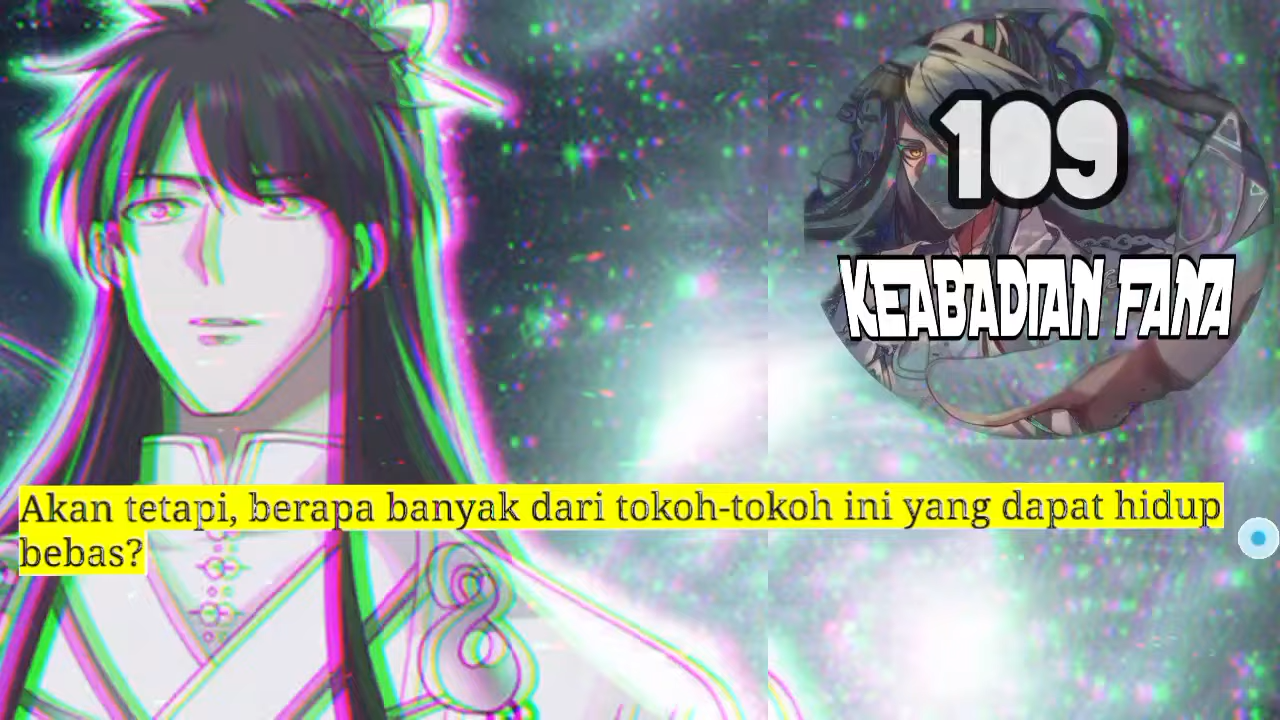 109
KEABADIAN FANA
Akan tetapi, berapa banyak dari tokoh-tokoh ini yang dapat hidup
bebas?